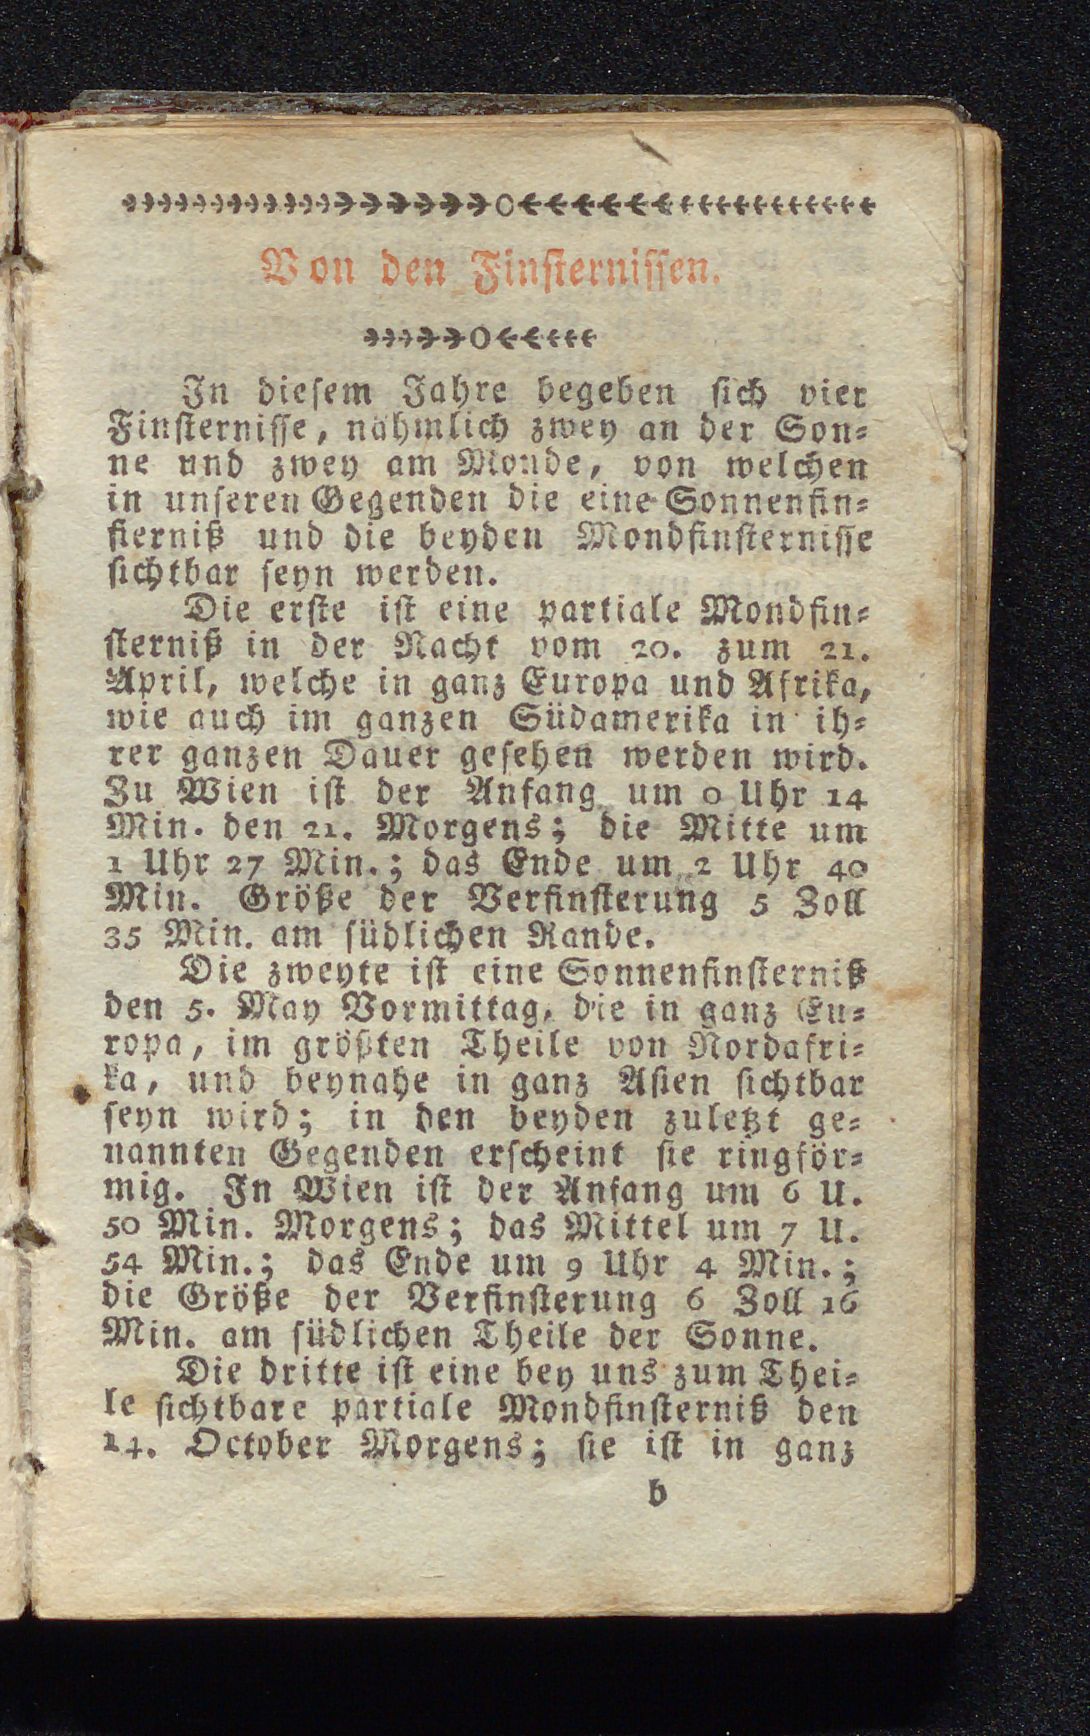 Von den Finsternissen.
In diesem Jahre begeben sich vier
Finsternisse, nähmlich zwey an der Son=
ne und zwey am Monde, von welchen
in unseren Gegenden die eine Sonnenfin=
sterniß und die beyden Mondfinsternisse
sichtbar seyn werden.
Die erste ist eine partiale Mondfin=
sterniß in der Nacht vom 20. zum 21.
April, welche in ganz Europa und Afrika,
wie auch im ganzen Südamerika in ih=
rer ganzen Dauer gesehen werden wird.
Zu Wien ist der Anfang um 0 Uhr 14
Min. den 21. Morgens; die Mitte um
1 Uhr 27 Min.; das Ende um 2 Uhr 40
Min. Größe der Verfinsterung 5 Zoll
35 Min. am südlichen Rande.
Die zweyte ist eine Sonnenfinsterniß
den 5. May Vormittag, die in ganz Eu=
ropa, im größten Theile von Nordafri=
ka, und beynahe in ganz Asien sichtbar
seyn wird; in den beyden zuletzt ge=
nannten Gegenden erscheint sie ringför=
mig. In Wien ist der Anfang um 6 U.
50 Min. Morgens; das Mittel um 7 U.
54 Min.; das Ende um 9 Uhr 4 Min.;
die Größe der Verfinsterung 6 Zoll 16
Min. am südlichen Theile der Sonne.
Die dritte ist eine bey uns zum Thei=
le sichtbare partiale Mondfinsterniß den
14. October Morgens; sie ist in ganz
b